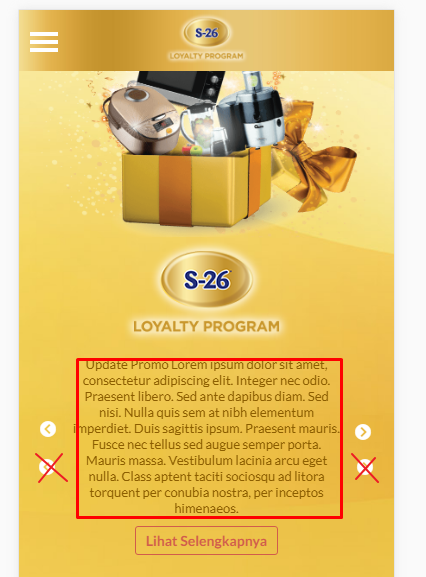 S-26
LOYALTY PROGRAM
S-26
LOYALTY PROGRAM
Update Promo Lorem ipsum dolor sit amet,
consectetur adipiscing elit. Integer nec odio.
Praesent libero. Sed ante dapibus diam. Sed
nisi. Nulla quis sem at nibh elementum
imperdiet. Duis sagittis ipsum. Praesent mauris.
Fusce nec tellus sed augue semper porta.
Mauris massa. Vestibulum lacinia arcu eget
nulla. Class aptent taciti sociosqu ad litora
torquent per conubia nostra, per inceptos
himenaeos.
Lihat Selengkapnya